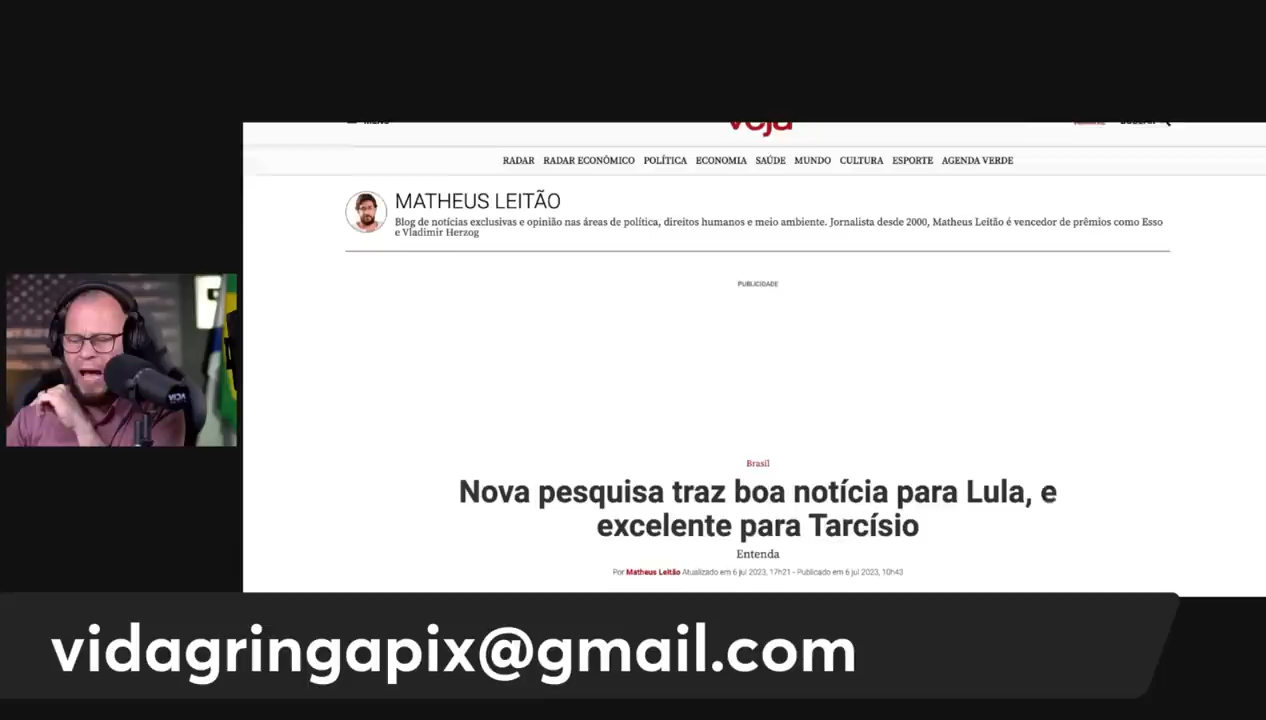 MENU
veja
RADAR RADAR ECONÔMICO POLÍTICA ECONOMIA SAÚDE MUNDO CULTURA ESPORTE AGENDA VERDE
MATHEUS LEITÃO
Blog de notícias exclusivas e opinião nas áreas de política, direitos humanos e meio ambiente. Jornalista desde 2000, Matheus Leitão é vencedor de prêmios como Esso
e Vladimir Herzog
PUBLICIDADE
Brasil
Nova pesquisa traz boa notícia para Lula, e
excelente para Tarcísio
Entenda
Por Matheus Leitão Atualizado em 6 jul 2023, 17h21 - Publicado em 6 jul 2023, 10h43
VIDA
vidagringapix@gmail.com